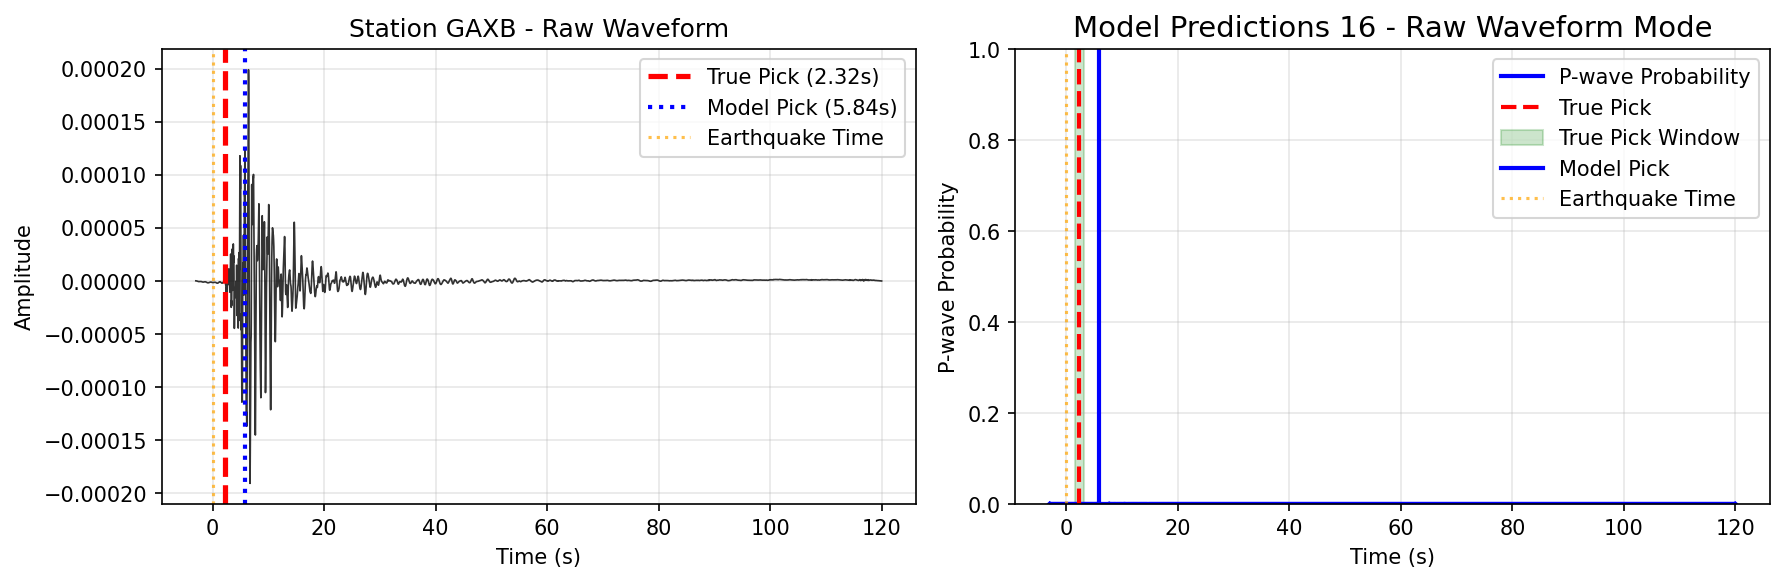 Station GAXB - Raw Waveform
Amplitude
0.00020
0.00015
0.00010
0.00005
0.00000
−0.00005
−0.00010
−0.00015
−0.00020
True Pick (2.32s)
Model Pick (5.84s)
Earthquake Time
0 20 40 60 80 100 120
Time (s)
Model Predictions 16 - Raw Waveform Mode
P-wave Probability
1.0
0.8
0.6
0.4
0.2
0.0
P-wave Probability
True Pick
True Pick Window
Model Pick
Earthquake Time
0 20 40 60 80 100 120
Time (s)